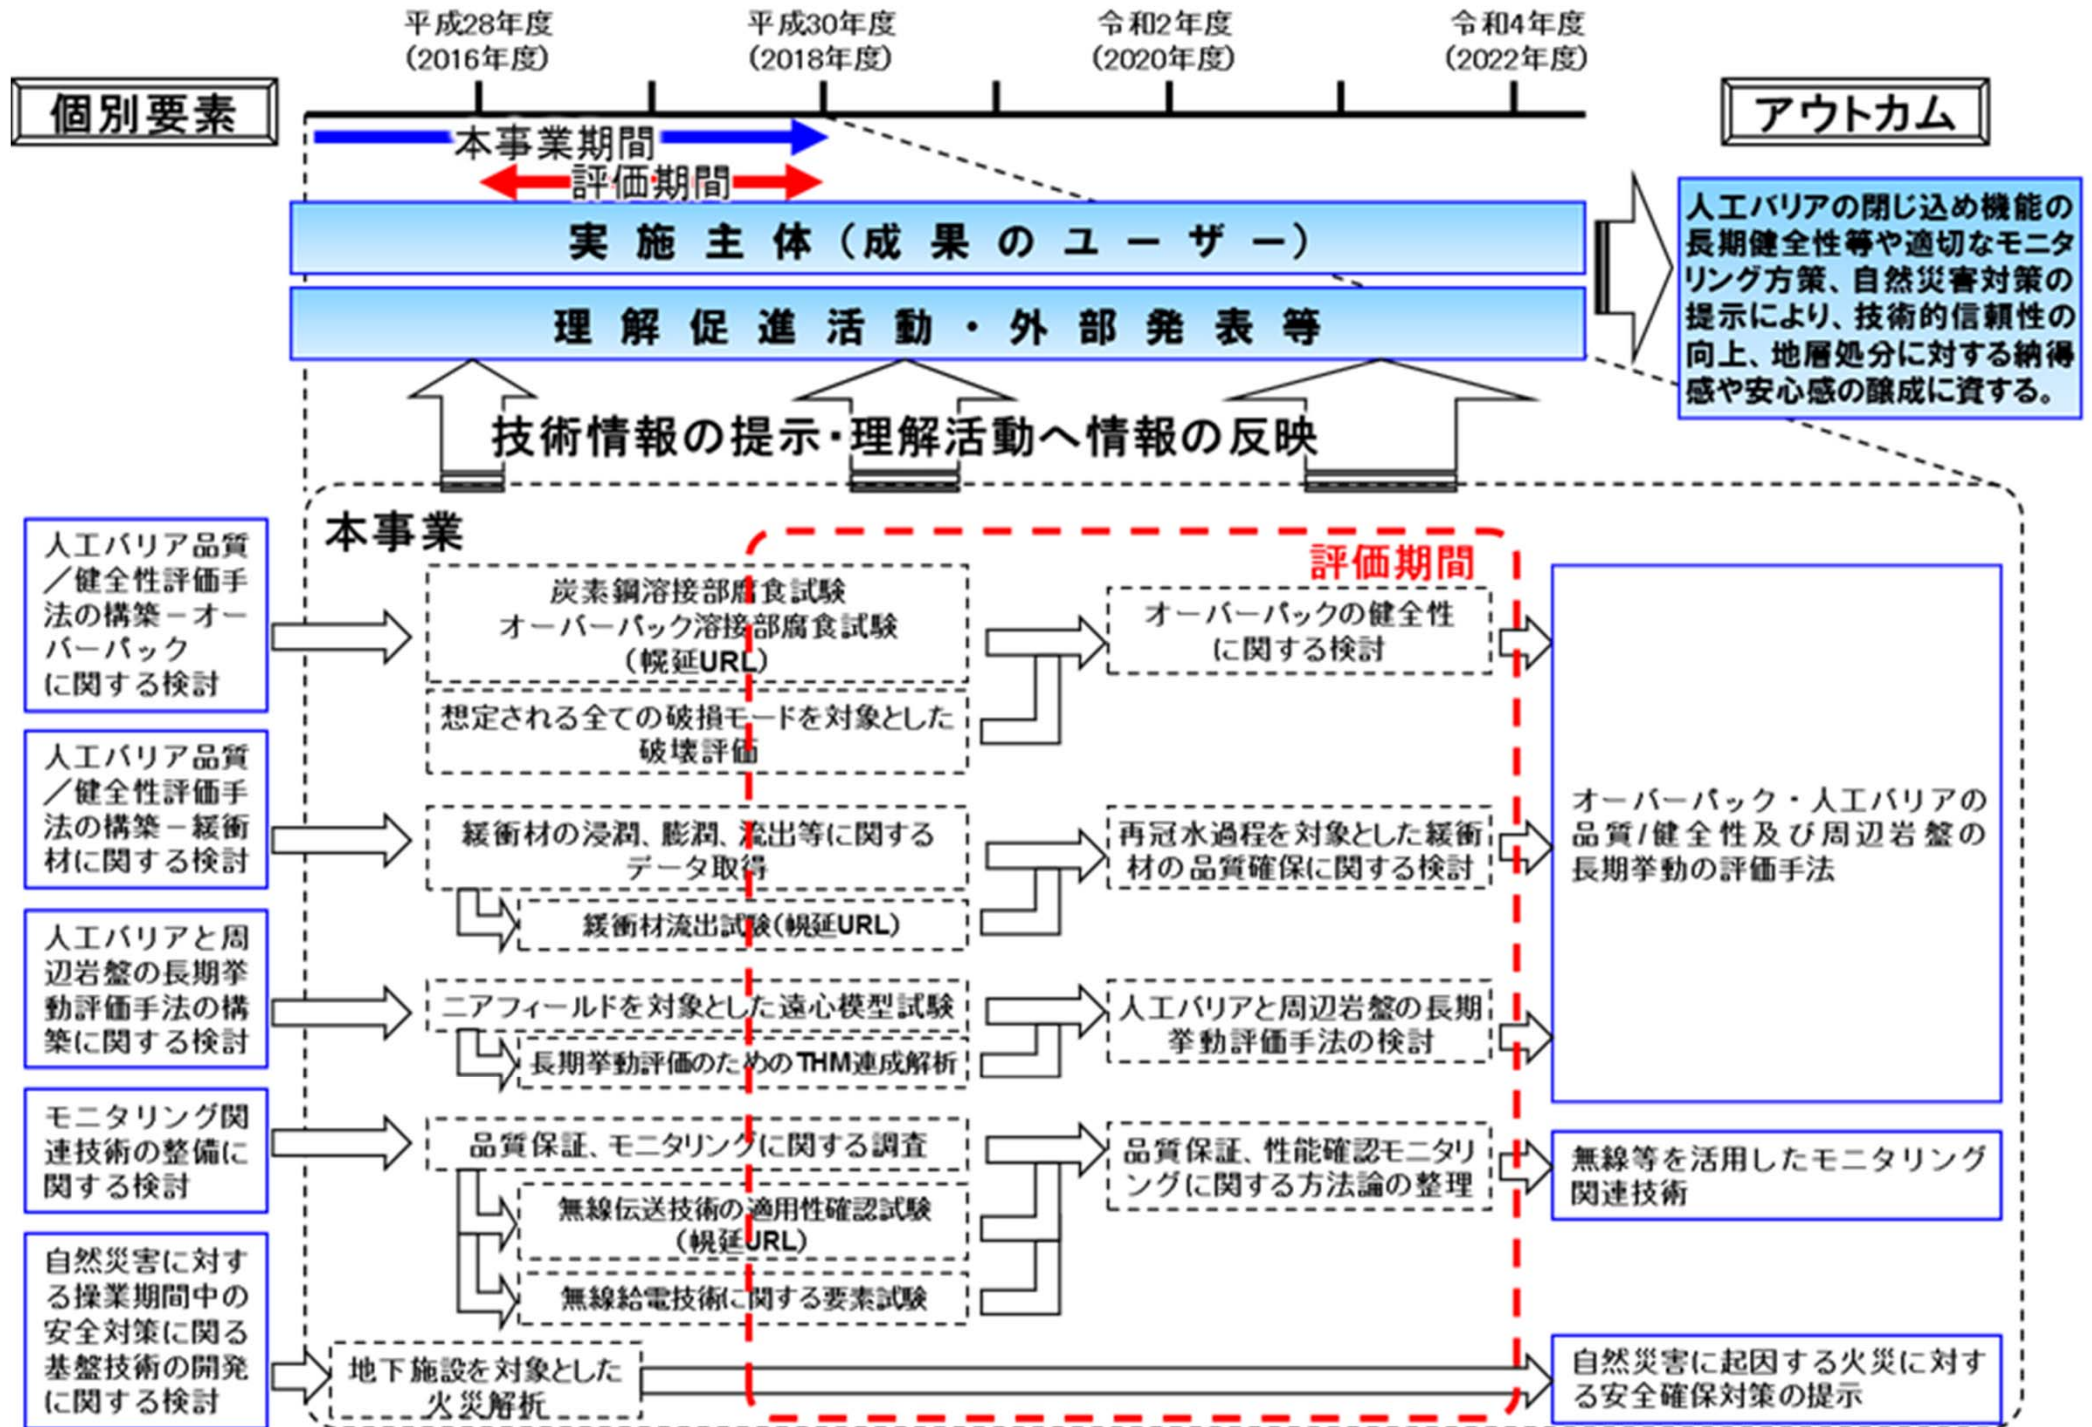 平成28年度
(2016年度)
平成30年度
(2018年度)
令和2年度
(2020年度)
令和4年度
(2022年度)
個別要素
アウトカム
本事業期間
評価期間
実施主体(成果のユーザー)
理解促進活動・外部発表等
人工バリアの閉じ込め機能の
長期健全性等や適切なモニタ
リング方策、自然災害対策の
提示により、技術的信頼性の
向上、地層処分に対する納得
感や安心感の醸成に資する。
技術情報の提示・理解活動へ情報の反映
本事業
評価期間
人工バリア品質
／健全性評価手
法の構築－オー
バーパック
に関する検討
炭素鋼溶接部腐食試験
オーバーパック溶接部腐食試験
(幌延URL)
想定される全ての破損モードを対象とした
破壊評価
オーバーパックの健全性
に関する検討
人工バリア品質
／健全性評価手
法の構築－緩衝
材に関する検討
緩衝材の浸潤、膨潤、流出等に関する
データ取得
緩衝材流出試験(幌延URL)
再冠水過程を対象とした緩衝
材の品質確保に関する検討
オーバーパック・人工バリアの
品質/健全性及び周辺岩盤の
長期挙動の評価手法
人工バリアと周
辺岩盤の長期挙
動評価手法の構
築に関する検討
ニアフィールドを対象とした遠心模型試験
長期挙動評価のためのTHM連成解析
人工バリアと周辺岩盤の長期
挙動評価手法の検討
モニタリング関
連技術の整備に
関する検討
品質保証、モニタリングに関する調査
無線伝送技術の適用性確認試験
(幌延URL)
無線給電技術に関する要素試験
品質保証、性能確認モニタリ
ングに関する方法論の整理
無線等を活用したモニタリング
関連技術
自然災害に対す
る操業期間中の
安全対策に関る
基盤技術の開発
に関する検討
地下施設を対象とした
火災解析
自然災害に起因する火災に対す
る安全確保対策の提示